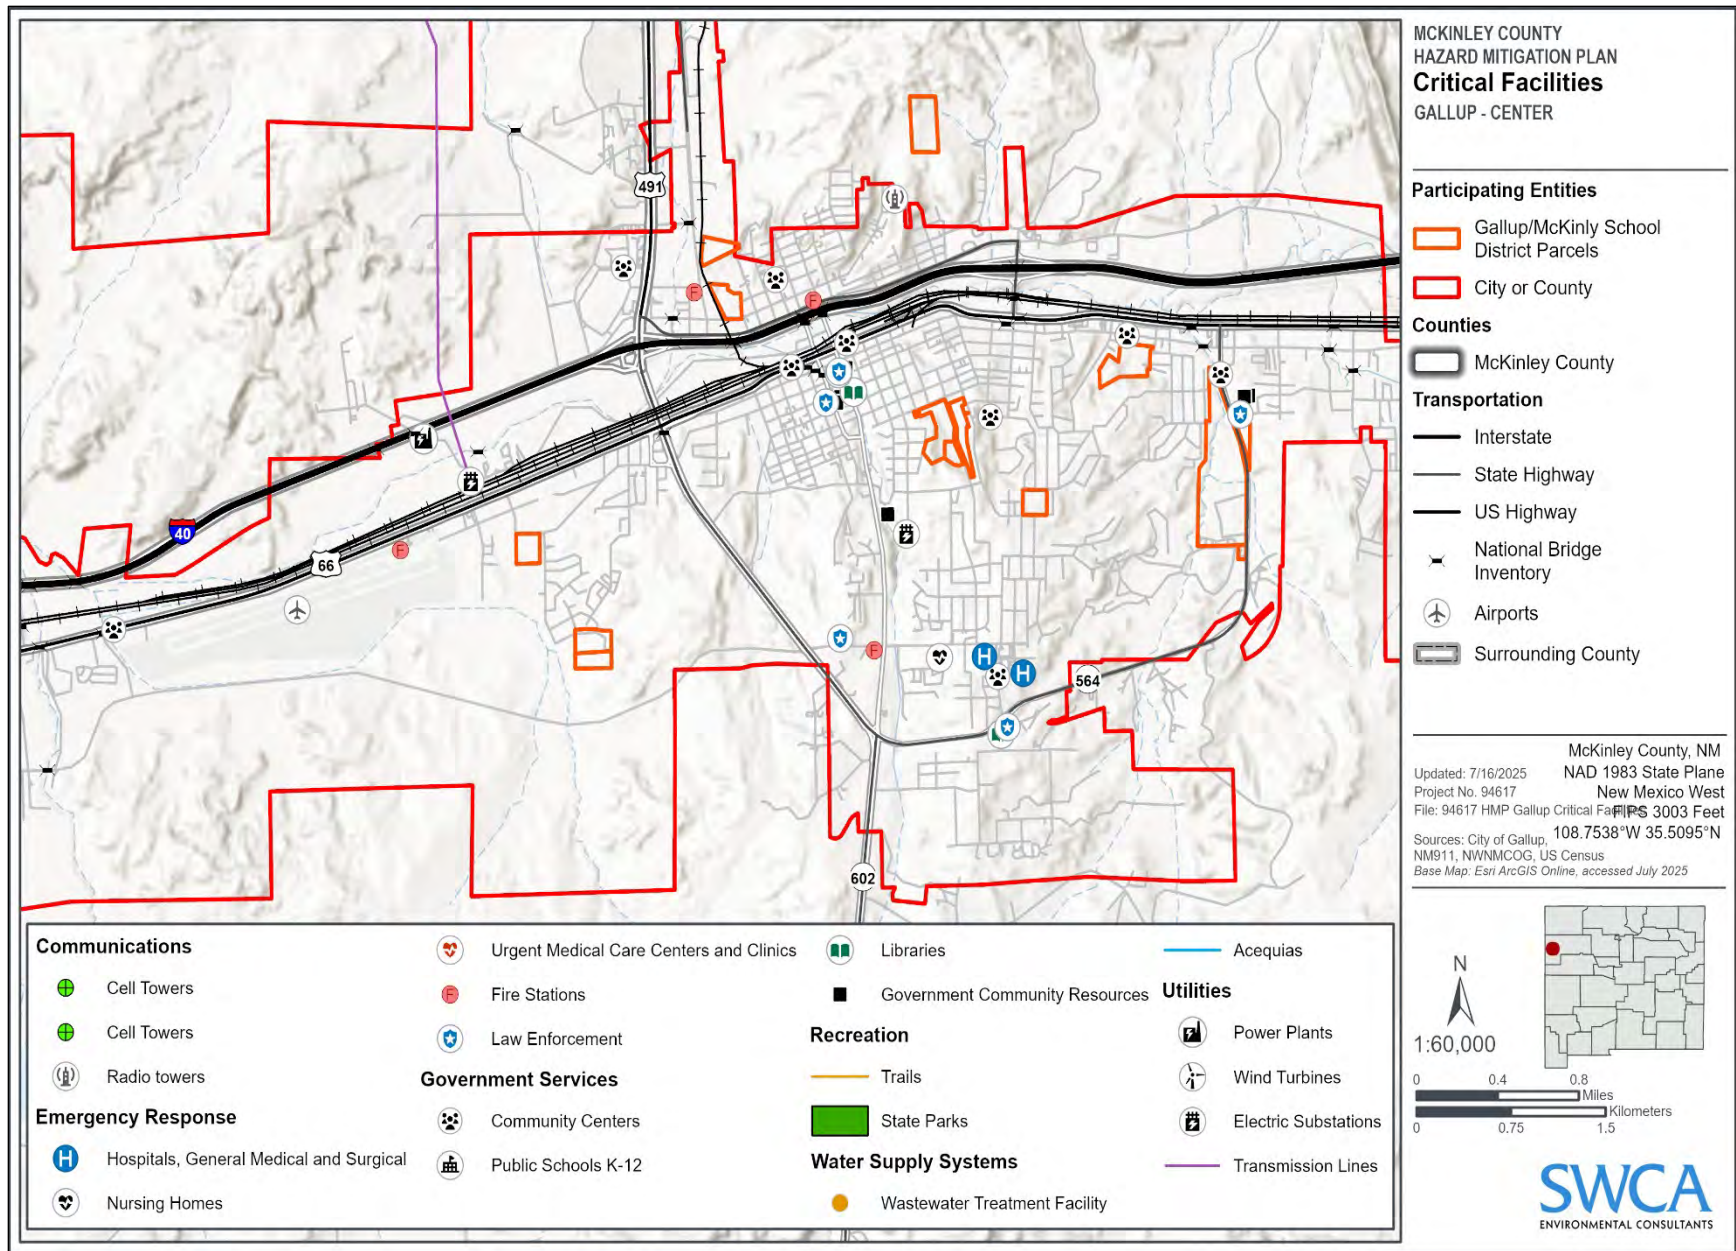 MCKINLEY COUNTY
HAZARD MITIGATION PLAN
Critical Facilities
GALLUP - CENTER
Participating Entities
Gallup/McKinly School
District Parcels
City or County
Counties
McKinley County
Transportation
Interstate
State Highway
US Highway
National Bridge
Inventory
Airports
Surrounding County
McKinley County, NM
NAD 1983 State Plane
New Mexico West
FIPS 3003 Feet
108.7538°W 35.5095°N
Updated: 7/16/2025
Project No. 94617
File: 94617 HMP Gallup Critical
Sources: City of Gallup,
NM911, NWNMCOG, US Census
Base Map: Esri ArcGIS Online, accessed July 2025
N
1:60,000
0 0.4 0.8
Miles
Kilometers
0 0.75 1.5
SWCA
ENVIRONMENTAL CONSULTANTS
491
40
66
564
602
F
F
F
F
H
H
Communications
Cell Towers
Cell Towers
Radio towers
Emergency Response
H Hospitals, General Medical and Surgical
Nursing Homes
Urgent Medical Care Centers and Clinics
F Fire Stations
Law Enforcement
Government Services
Community Centers
Public Schools K-12
Libraries
Government Community Resources
Recreation
Trails
State Parks
Water Supply Systems
Wastewater Treatment Facility
Acequias
Utilities
Power Plants
Wind Turbines
Electric Substations
Transmission Lines